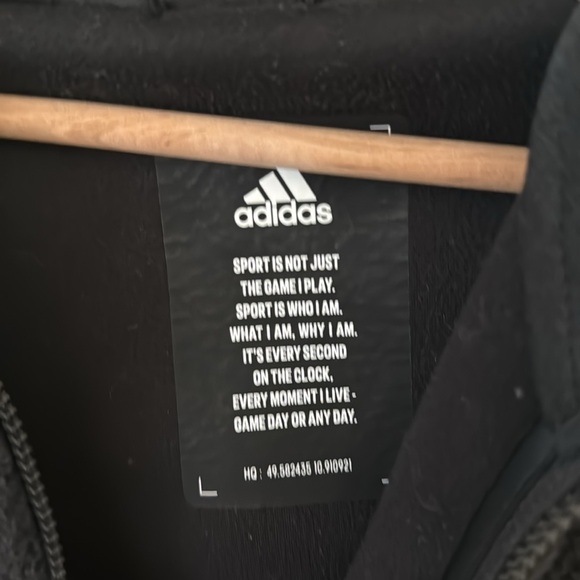 adidas
SPORT IS NOT JUST
THE GAME I PLAY.
SPORT IS WHO I AM.
WHAT I AM, WHY I AM.
IT'S EVERY SECOND
ON THE CLOCK,
EVERY MOMENT I LIVE -
GAME DAY OR ANY DAY.
HQ : 49.582435 10.910921